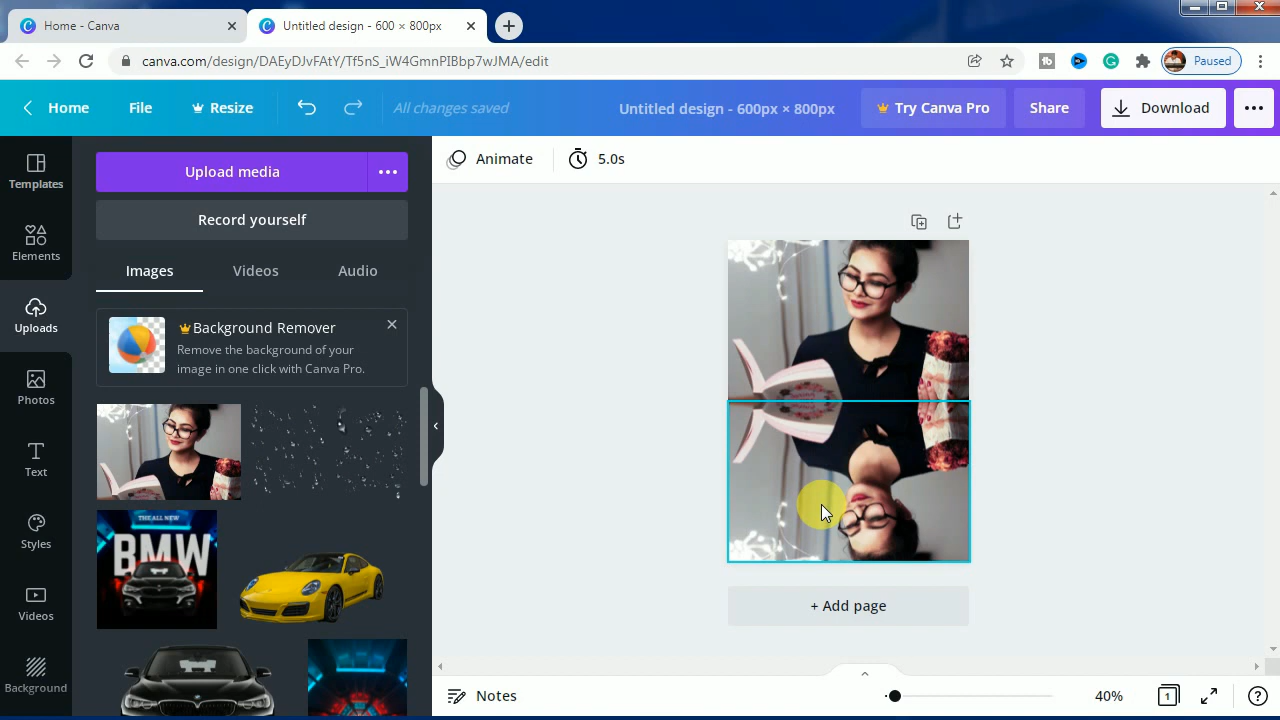 Home - Canva
Untitled design - 600 × 800px
canva.com/design/DAEyDJvFAtY/Tf5nS_iW4GmnPIBbp7wJMA/edit
Paused
Home
File
Resize
All changes saved
Untitled design - 600px × 800px
Try Canva Pro
Share
Download
Templates
Elements
Uploads
Photos
Text
Styles
Videos
Background
Upload media
Record yourself
Images
Videos
Audio
Background Remover
Remove the background of your
image in one click with Canva Pro.
THE ALL NEW
BMW
Animate
5.0s
+ Add page
Notes
40%
1